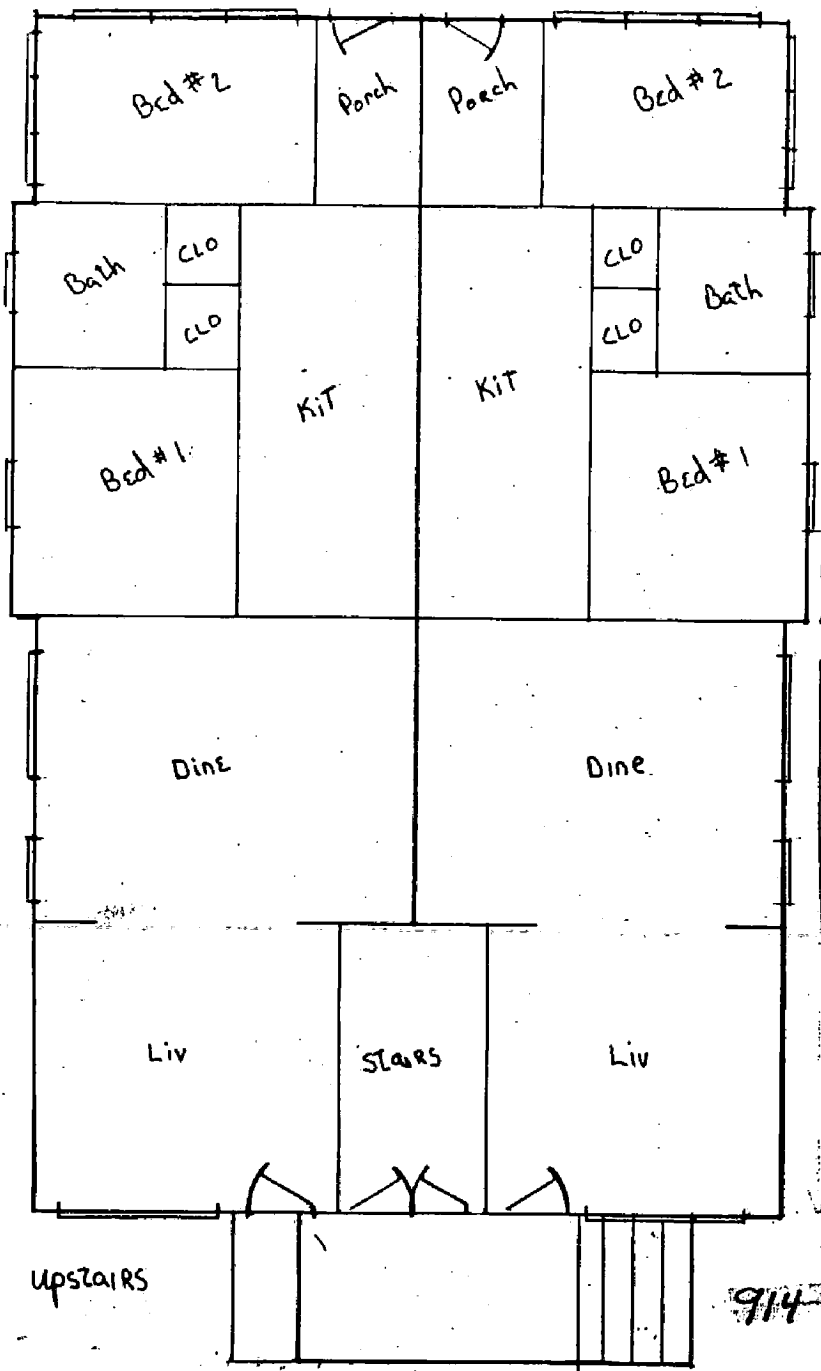 Bed #2
Porch
Porch
Bed #2
Bath
CLO
CLO
Bath
CLO
CLO
KiT
KiT
Bed #1
Bed #1
Dine
Dine
Liv
STaiRS
Liv
upSTaiRS
914